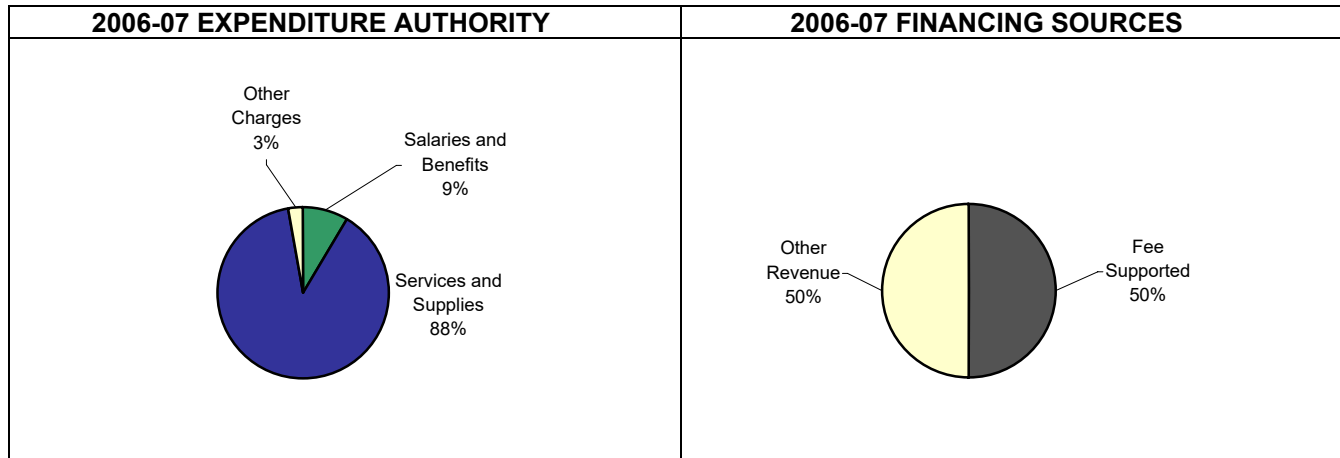 2006-07 EXPENDITURE AUTHORITY
Other
Charges
3%
Salaries and
Benefits
9%
Services and
Supplies
88%
2006-07 FINANCING SOURCES
Other
Revenue
50%
Fee
Supported
50%